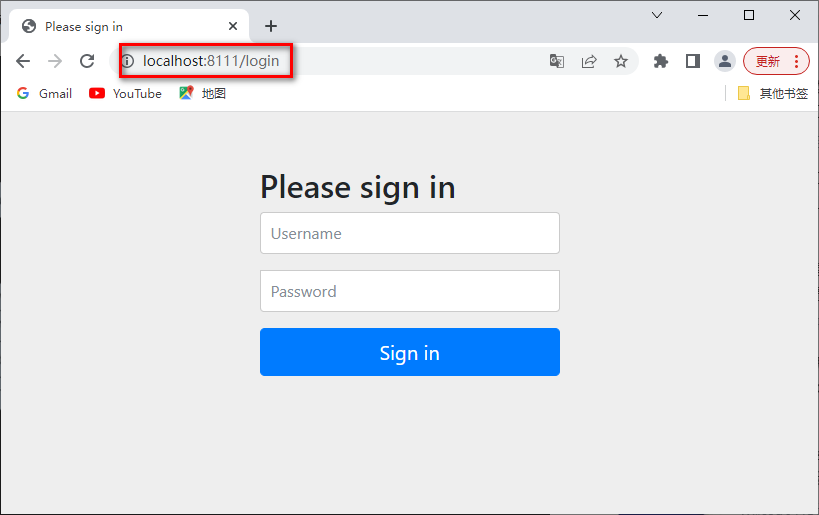 Please sign in
localhost:8111/login
更新
Gmail
YouTube
地图
其他书签
Please sign in
Username
Password
Sign in